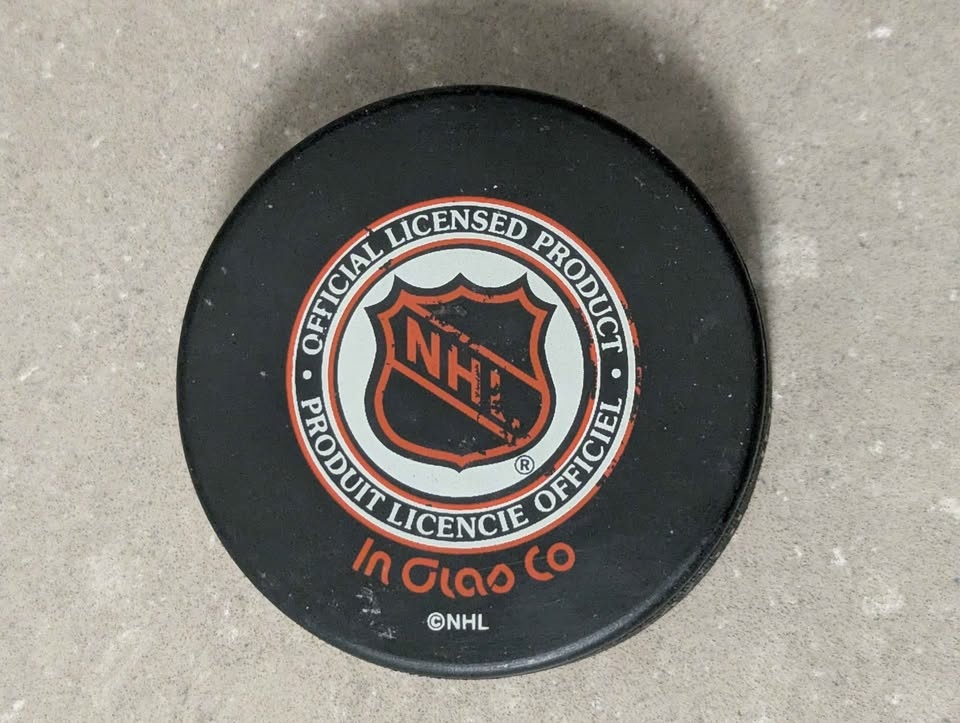 OFFICIAL LICENSED PRODUCT
NHL
®
• PRODUIT LICENCIE OFFICIEL •
In Glas Co
©NHL